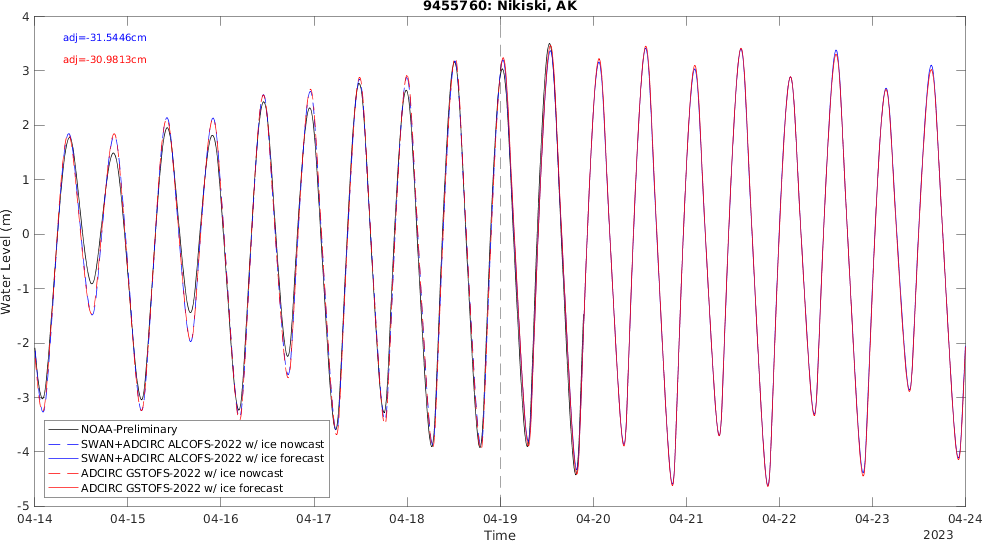 9455760: Nikiski, AK
adj=-31.5446cm
adj=-30.9813cm
Water Level (m)
4
3
2
1
0
-1
-2
-3
-4
-5
NOAA-Preliminary
SWAN+ADCIRC ALCOFS-2022 w/ ice nowcast
SWAN+ADCIRC ALCOFS-2022 w/ ice forecast
ADCIRC GSTOFS-2022 w/ ice nowcast
ADCIRC GSTOFS-2022 w/ ice forecast
04-14 04-15 04-16 04-17 04-18 04-19 04-20 04-21 04-22 04-23 04-24
Time
2023